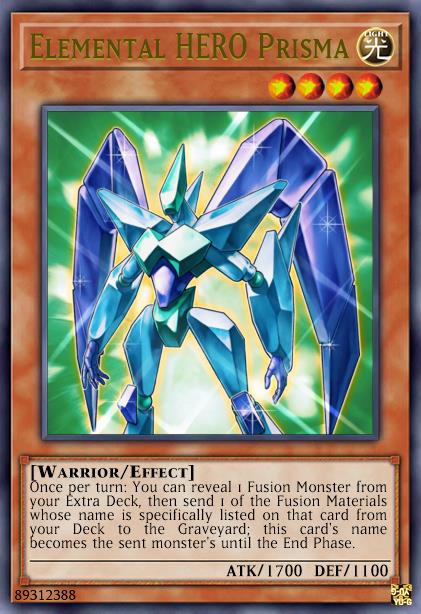 Elemental HERO Prisma
LIGHT
光
[Warrior/Effect]
Once per turn: You can reveal 1 Fusion Monster from
your Extra Deck, then send 1 of the Fusion Materials
whose name is specifically listed on that card from
your Deck to the Graveyard; this card's name
becomes the sent monster's until the End Phase.
ATK/1700 DEF/1100
89312388